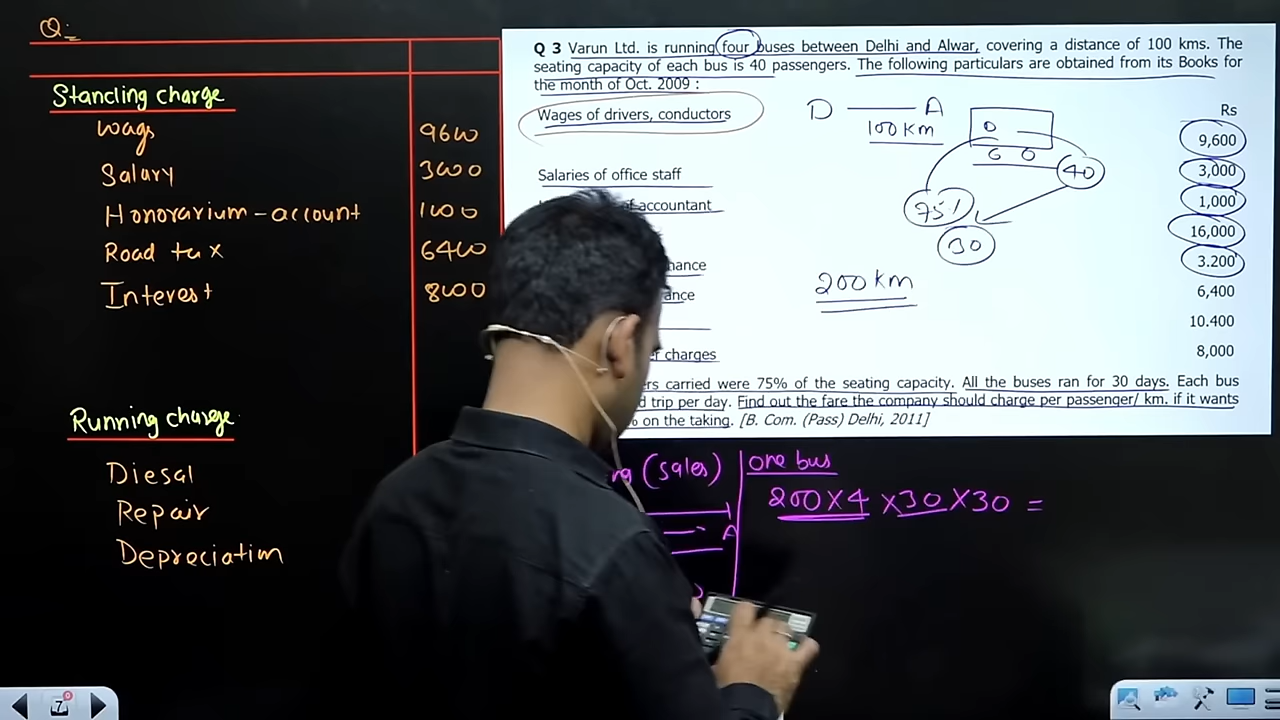 Q:-
Standing charge
Wages 9600
Salary 3000
Honorarium - account 1000
Road tax 6400
Interest 8000
Running charge
Diesal
Repair
Depreciation
Q 3 Varun Ltd. is running four buses between Delhi and Alwar, covering a distance of 100 kms. The
seating capacity of each bus is 40 passengers. The following particulars are obtained from its Books for
the month of Oct. 2009 :
Rs
Wages of drivers, conductors 9,600
Salaries of office staff 3,000
accountant 1,000
16,000
3.200
6,400
10.400
charges 8,000
D A
100 km
40
75%
30
200 km
carried were 75% of the seating capacity. All the buses ran for 30 days. Each bus
trip per day. Find out the fare the company should charge per passenger/ km. if it wants
on the taking. [B. Com. (Pass) Delhi, 2011]
(sales)
A
one bus
200 X 4 X 30 X 30 =
7